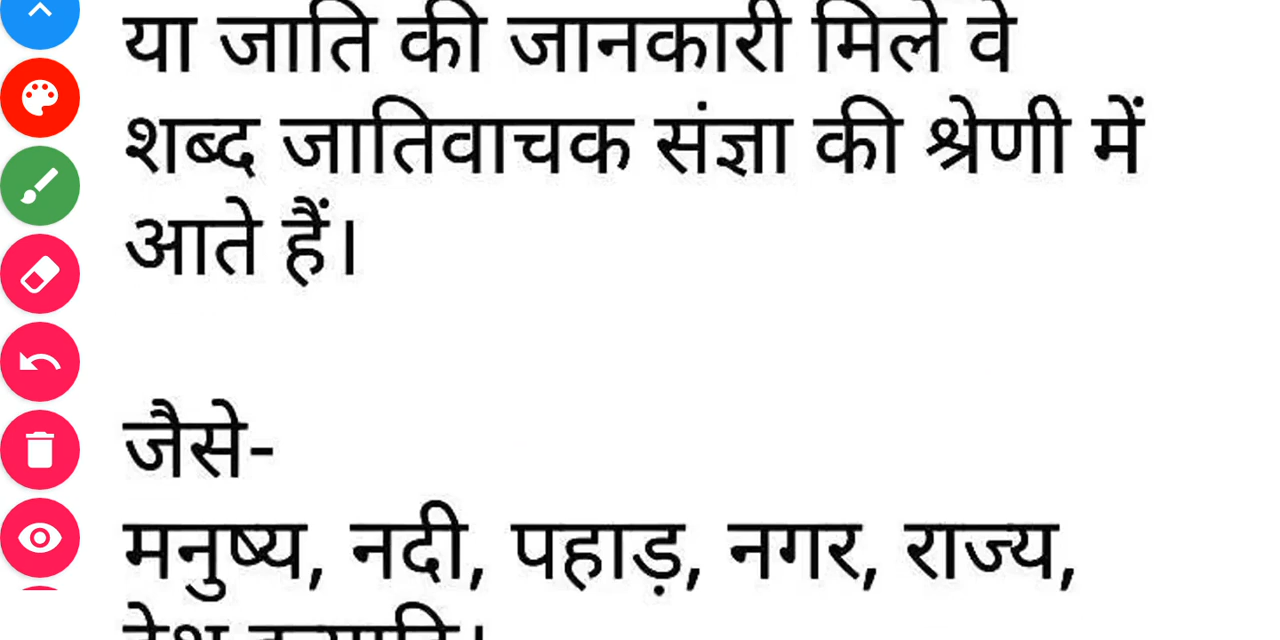 या जाति की जानकारी मिले वे
शब्द जातिवाचक संज्ञा की श्रेणी में
आते हैं।
जैसे-
मनुष्य, नदी, पहाड़, नगर, राज्य,